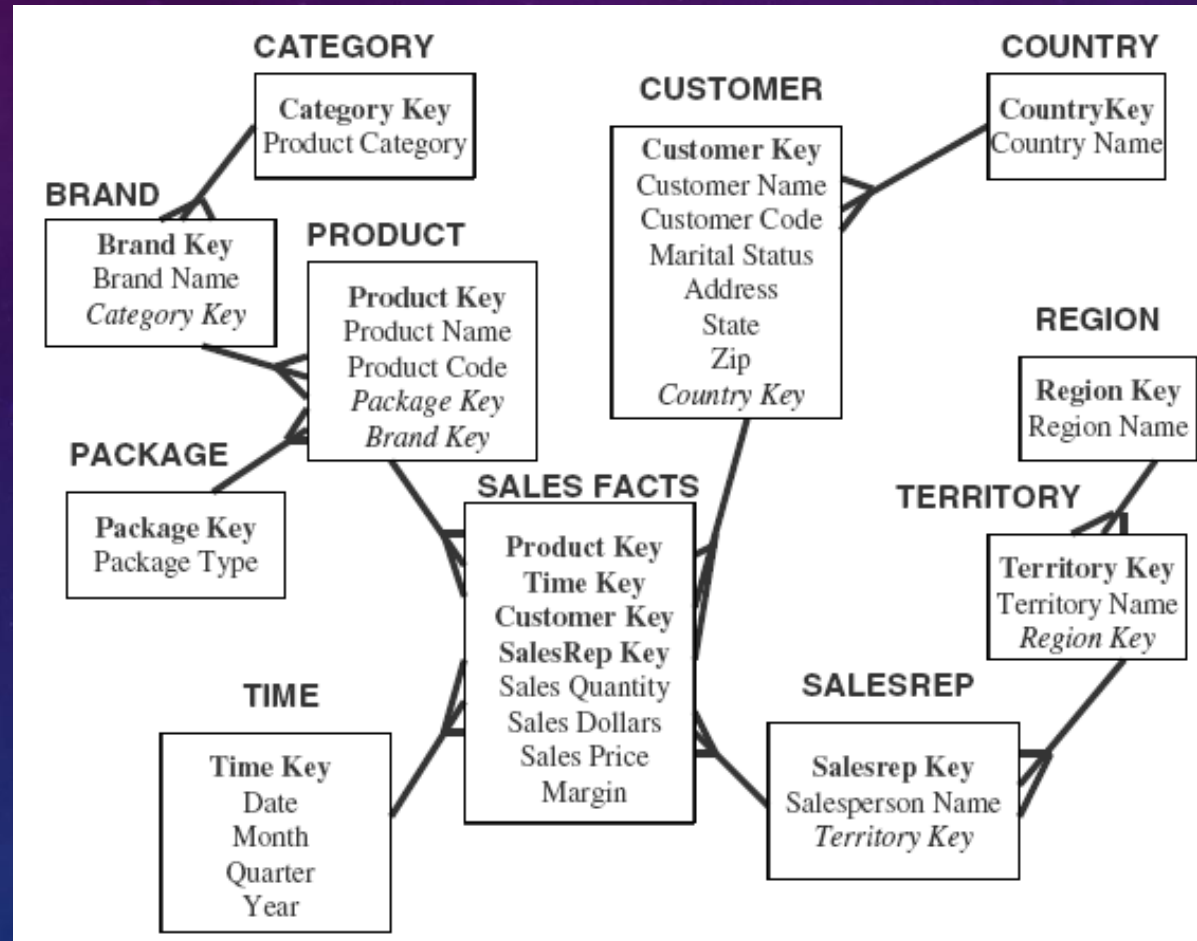 CATEGORY
Category Key
Product Category
BRAND
Brand Key
Brand Name
Category Key
PRODUCT
Product Key
Product Name
Product Code
Package Key
Brand Key
PACKAGE
Package Key
Package Type
CUSTOMER
Customer Key
Customer Name
Customer Code
Marital Status
Address
State
Zip
Country Key
COUNTRY
CountryKey
Country Name
REGION
Region Key
Region Name
TERRITORY
Territory Key
Territory Name
Region Key
SALES FACTS
Product Key
Time Key
Customer Key
SalesRep Key
Sales Quantity
Sales Dollars
Sales Price
Margin
TIME
Time Key
Date
Month
Quarter
Year
SALESREP
Salesrep Key
Salesperson Name
Territory Key